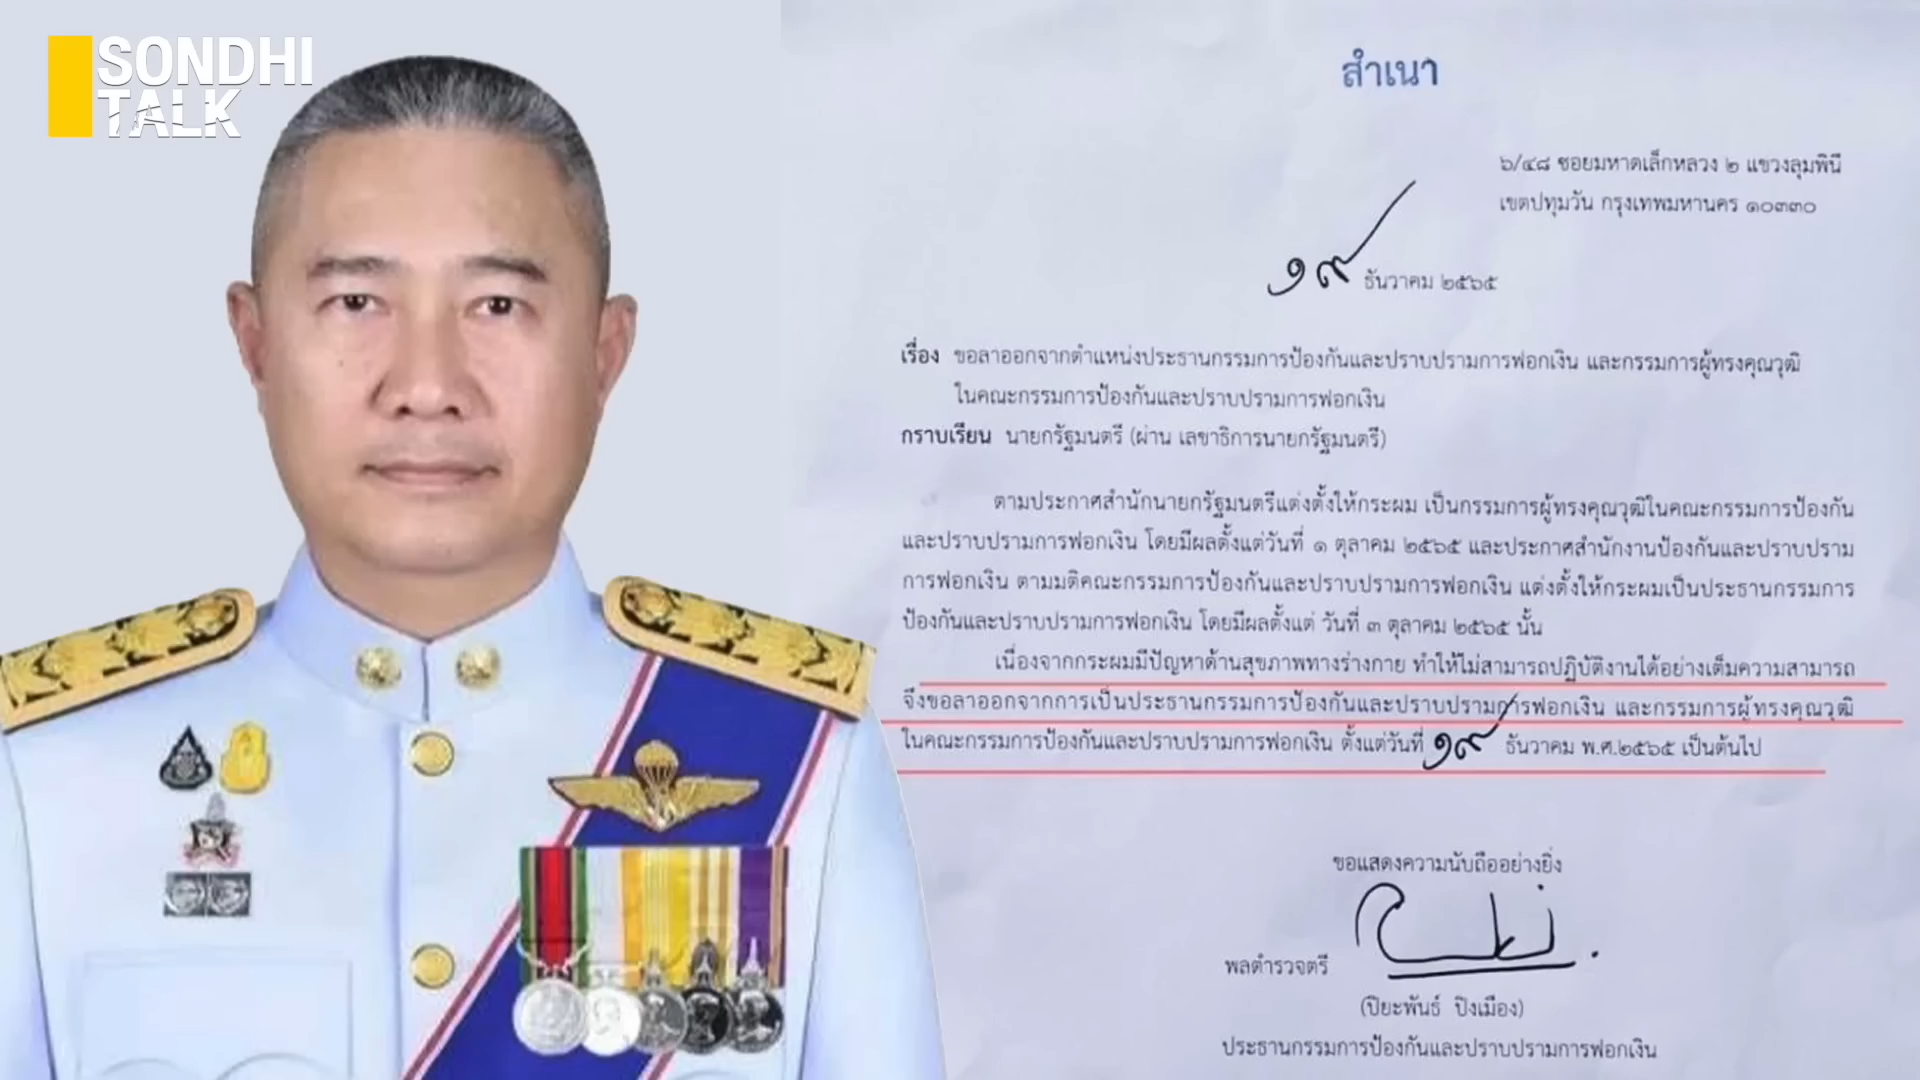 SONDHI
TALK
สำเนา
๖/๔๘ ซอยมหาดเล็กหลวง ๒ แขวงลุมพินี
เขตปทุมวัน กรุงเทพมหานคร ๑๐๓๓๐
๑๙ ธันวาคม ๒๕๖๕
เรื่อง ขอลาออกจากตำแหน่งประธานกรรมการป้องกันและปราบปรามการฟอกเงิน และกรรมการผู้ทรงคุณวุฒิ
ในคณะกรรมการป้องกันและปราบปรามการฟอกเงิน
กราบเรียน นายกรัฐมนตรี (ผ่าน เลขาธิการนายกรัฐมนตรี)
ตามประกาศสำนักนายกรัฐมนตรีแต่งตั้งให้กระผม เป็นกรรมการผู้ทรงคุณวุฒิในคณะกรรมการป้องกัน
และปราบปรามการฟอกเงิน โดยมีผลตั้งแต่วันที่ ๑ ตุลาคม ๒๕๖๕ และประกาศสำนักงานป้องกันและปราบปราม
การฟอกเงิน ตามมติคณะกรรมการป้องกันและปราบปรามการฟอกเงิน แต่งตั้งให้กระผมเป็นประธานกรรมการ
ป้องกันและปราบปรามการฟอกเงิน โดยมีผลตั้งแต่ วันที่ ๓ ตุลาคม ๒๕๖๕ นั้น
เนื่องจากกระผมมีปัญหาด้านสุขภาพทางร่างกาย ทำให้ไม่สามารถปฏิบัติงานได้อย่างเต็มความสามารถ
จึงขอลาออกจากการเป็นประธานกรรมการป้องกันและปราบปรามการฟอกเงิน และกรรมการผู้ทรงคุณวุฒิ
ในคณะกรรมการป้องกันและปราบปรามการฟอกเงิน ตั้งแต่วันที่ ๑๙ ธันวาคม พ.ศ.๒๕๖๕ เป็นต้นไป
ขอแสดงความนับถืออย่างยิ่ง
พลตำรวจตรี
(ปิยะพันธ์ ปิงเมือง)
ประธานกรรมการป้องกันและปราบปรามการฟอกเงิน